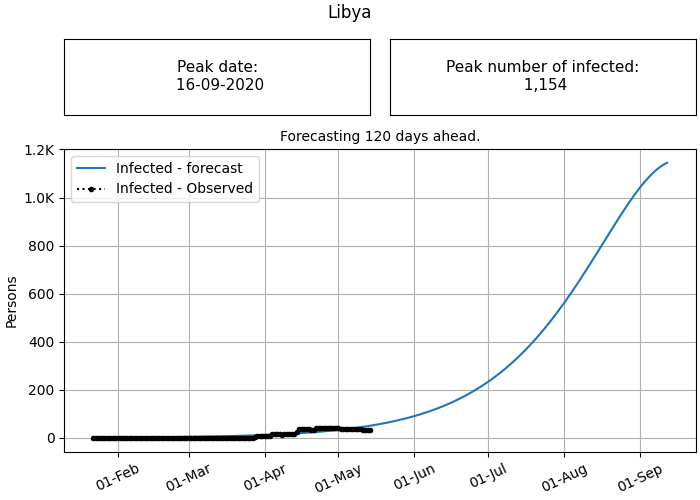 Libya
Peak date:
16-09-2020
Peak number of infected:
1,154
Forecasting 120 days ahead.
Infected - forecast
Infected - Observed
Persons
1.2K
1.0K
800
600
400
200
0
01-Feb
01-Mar
01-Apr
01-May
01-Jun
01-Jul
01-Aug
01-Sep